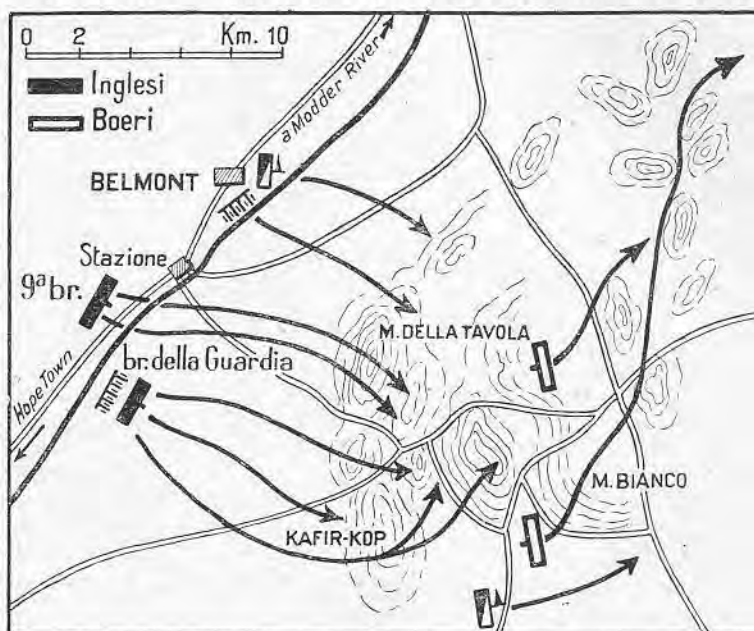 0 2 Km. 10
Inglesi
Boeri
a Modder River
BELMONT
Stazione
9ª br.
M. DELLA TAVOLA
br. della Guardia
Hope Town
M. BIANCO
KAFIR-KOP